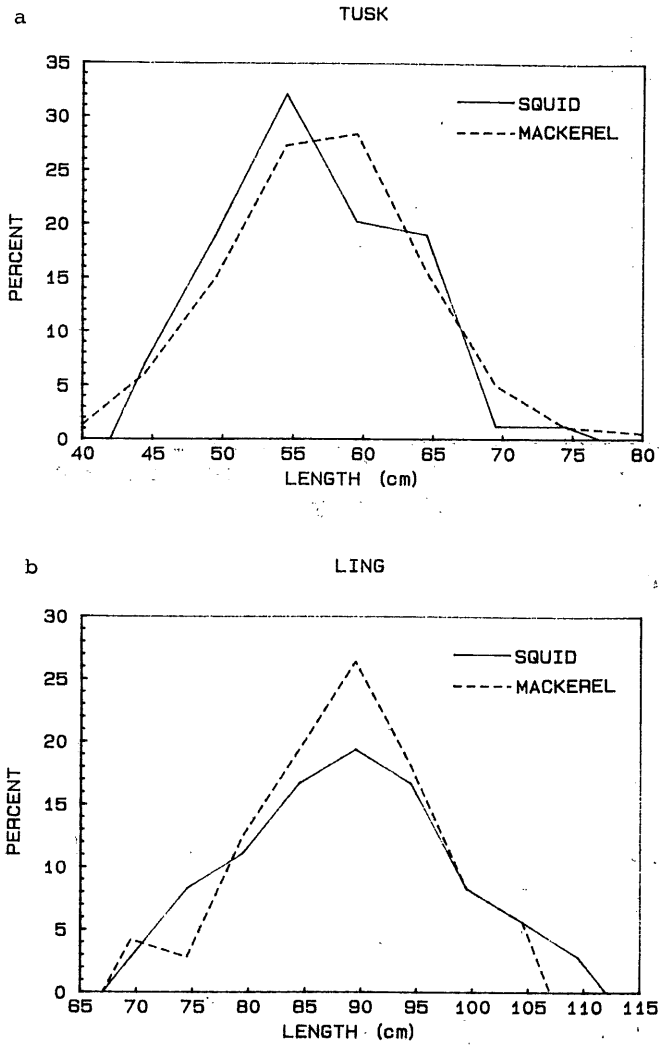 a
TUSK
35
30
25
20
15
10
5
0
PERCENT
SQUID
MACKEREL
40 45 50 55 60 65 70 75 80
LENGTH (cm)
b
LING
30
25
20
15
10
5
0
PERCENT
SQUID
MACKEREL
65 70 75 80 85 90 95 100 105 110 115
LENGTH (cm)